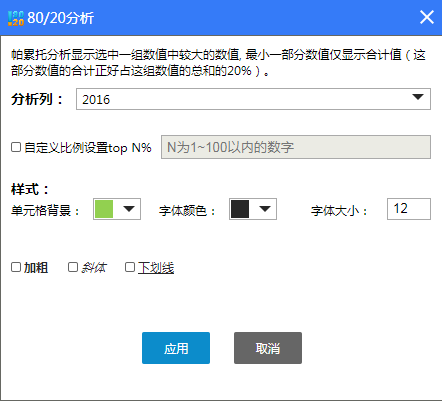 80/20分析
帕累托分析显示选中一组数值中较大的数值, 最小一部分数值仅显示合计值（这
部分数值的合计正好占这组数值的总和的20%）。
分析列： 2016
自定义比例设置top N% N为1~100以内的数字
样式：
单元格背景： 字体颜色： 字体大小： 12
加粗 斜体 下划线
应用 取消